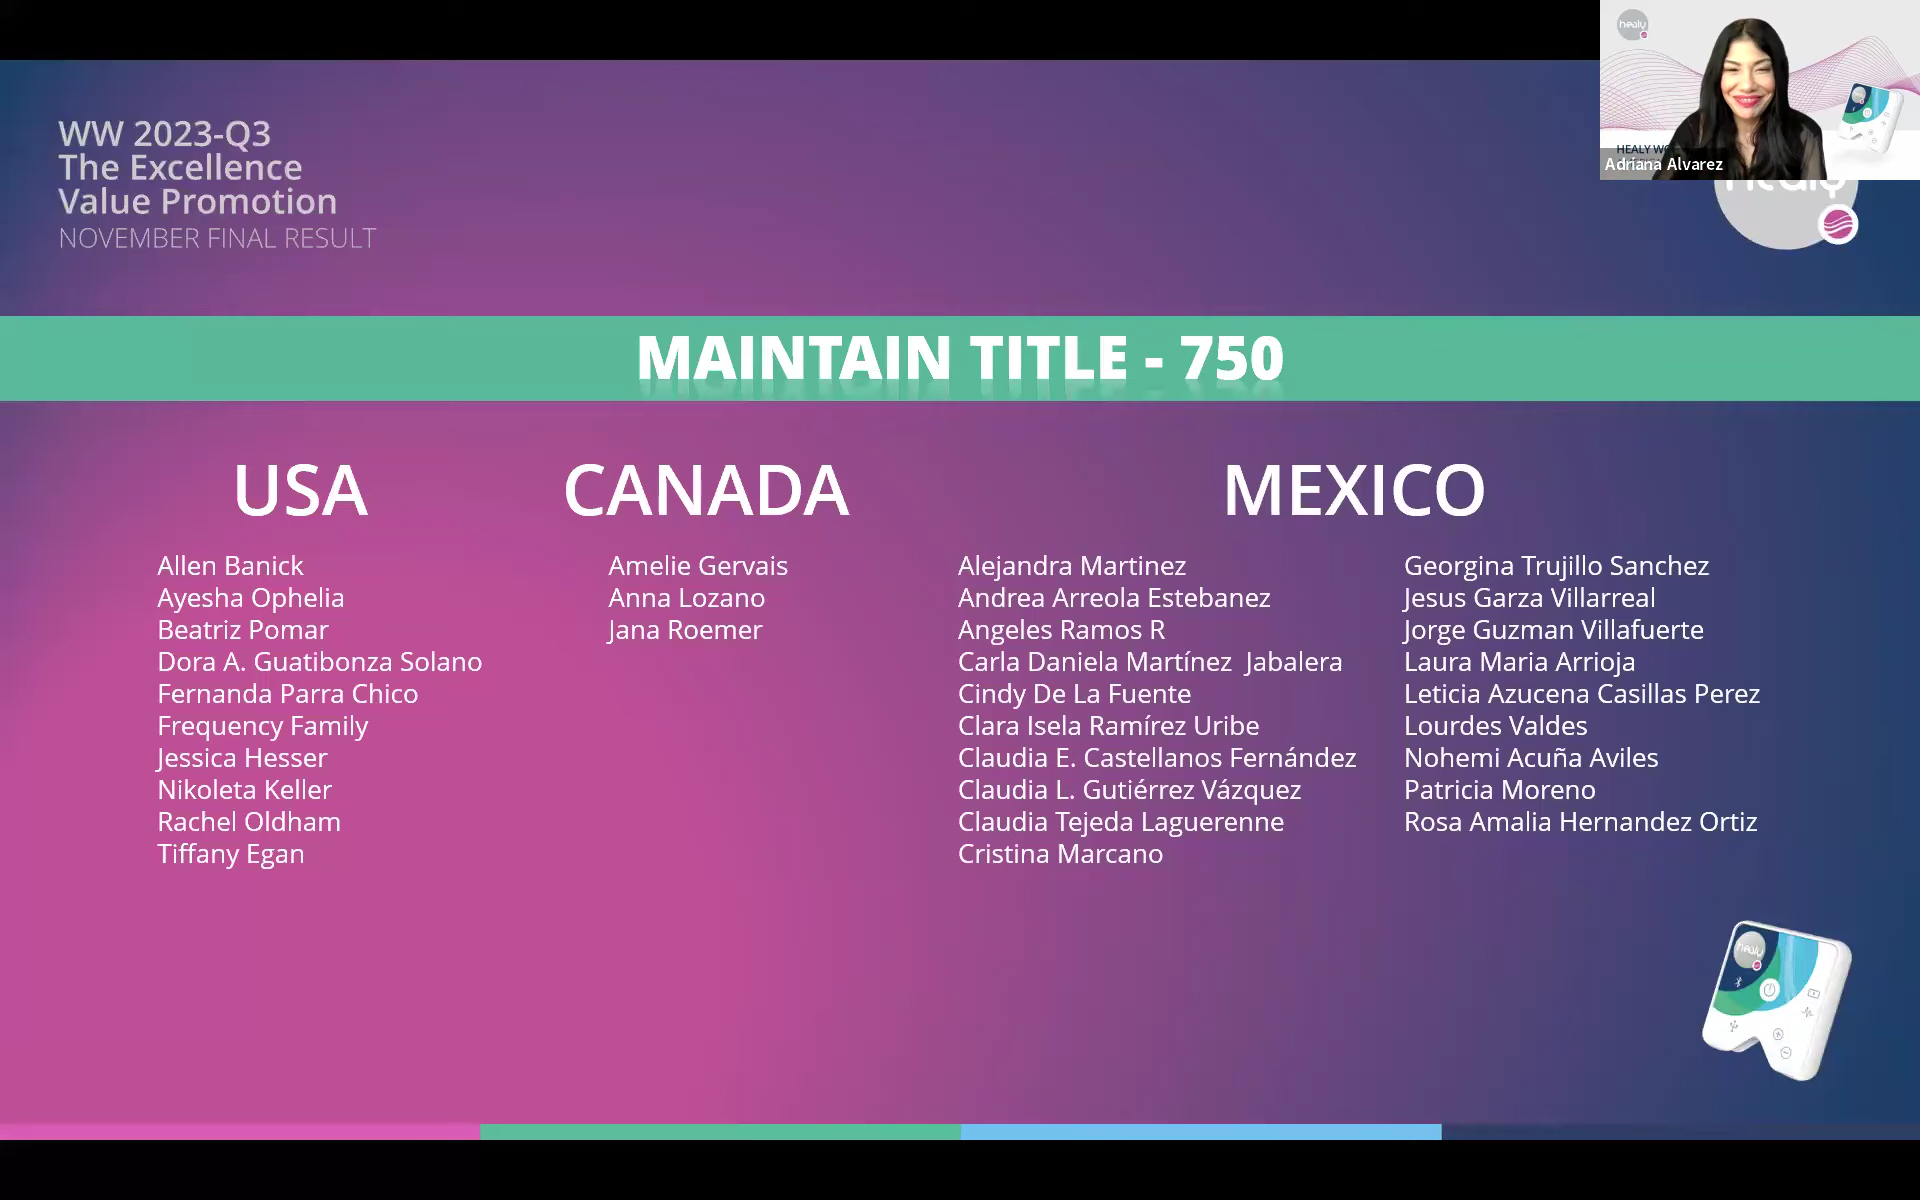 WW 2023-Q3
The Excellence
Value Promotion
NOVEMBER FINAL RESULT
healy
HEALY
Adriana Alvarez
healy
MAINTAIN TITLE - 750
USA
Allen Banick
Ayesha Ophelia
Beatriz Pomar
Dora A. Guatibonza Solano
Fernanda Parra Chico
Frequency Family
Jessica Hesser
Nikoleta Keller
Rachel Oldham
Tiffany Egan
CANADA
Amelie Gervais
Anna Lozano
Jana Roemer
MEXICO
Alejandra Martinez
Andrea Arreola Estebanez
Angeles Ramos R
Carla Daniela Martínez  Jabalera
Cindy De La Fuente
Clara Isela Ramírez Uribe
Claudia E. Castellanos Fernández
Claudia L. Gutiérrez Vázquez
Claudia Tejeda Laguerenne
Cristina Marcano
Georgina Trujillo Sanchez
Jesus Garza Villarreal
Jorge Guzman Villafuerte
Laura Maria Arrioja
Leticia Azucena Casillas Perez
Lourdes Valdes
Nohemi Acuña Aviles
Patricia Moreno
Rosa Amalia Hernandez Ortiz
healy